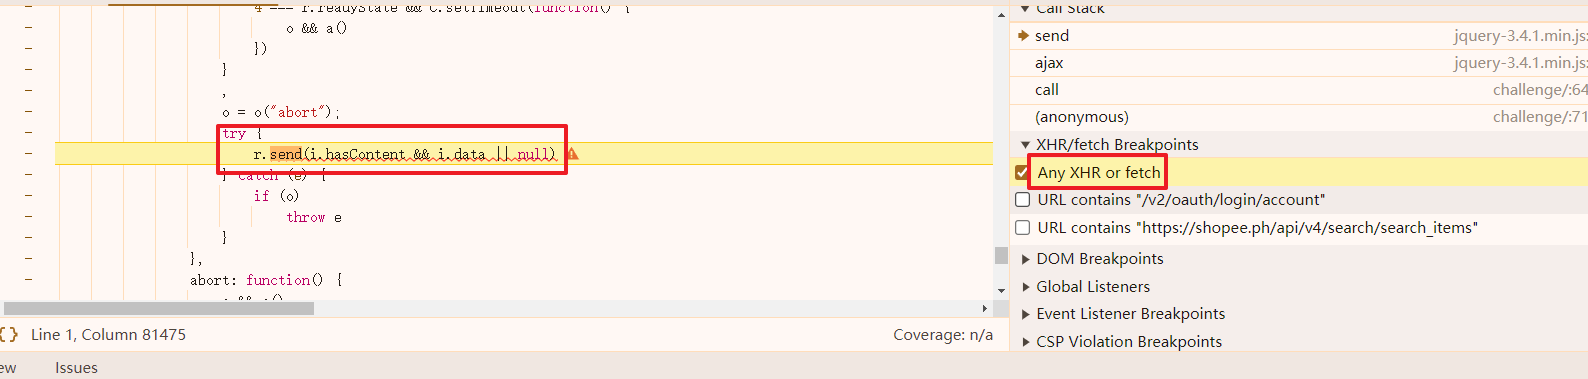 4 === r.readyState && C.setTimeout(function() {
o && a()
})
}
,
o = o("abort");
try {
r.send(i.hasContent && i.data || null)
} catch (e) {
if (o)
throw e
}
},
abort: function() {
{} Line 1, Column 81475
Coverage: n/a
ew
Issues
Call Stack
send jquery-3.4.1.min.js:
ajax jquery-3.4.1.min.js:
call challenge/:64
(anonymous) challenge/:71
XHR/fetch Breakpoints
Any XHR or fetch
URL contains "/v2/oauth/login/account"
URL contains "https://shopee.ph/api/v4/search/search_items"
DOM Breakpoints
Global Listeners
Event Listener Breakpoints
CSP Violation Breakpoints